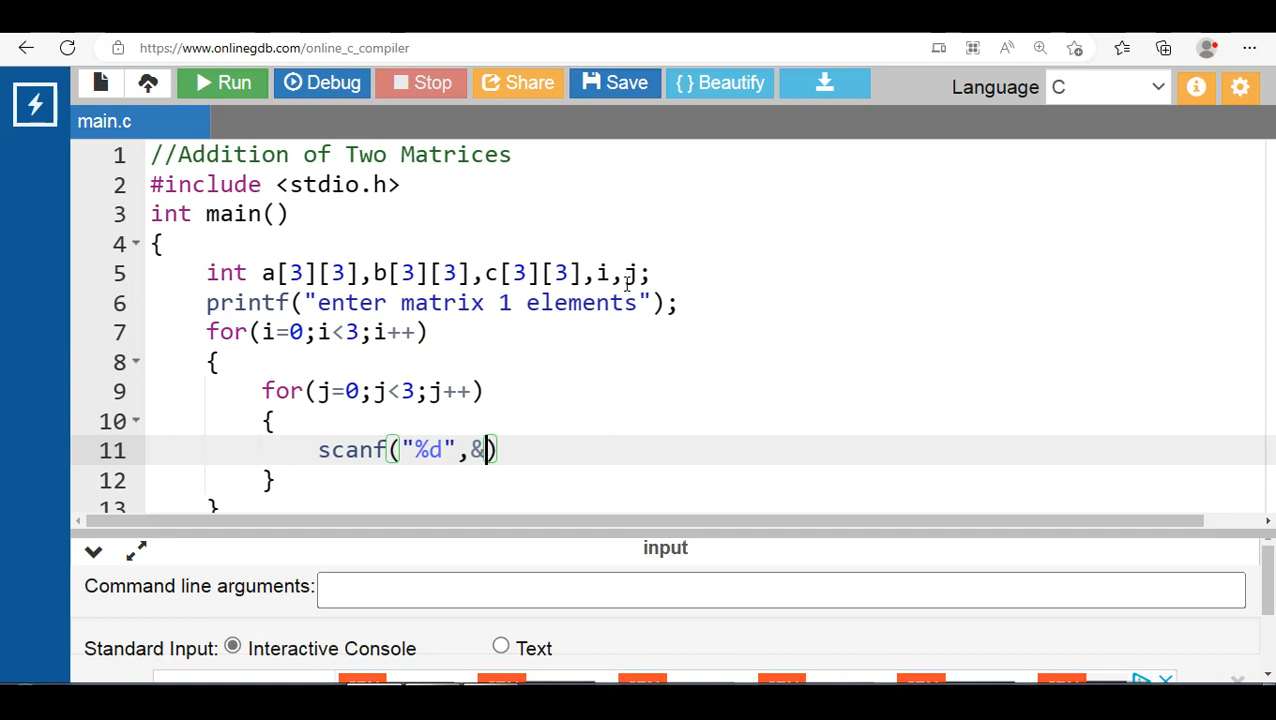 https://www.onlinegdb.com/online_c_compiler
Run Debug Stop Share Save { } Beautify Language C
main.c
1 //Addition of Two Matrices
2 #include <stdio.h>
3 int main()
4 {
5 int a[3][3],b[3][3],c[3][3],i,j;
6 printf("enter matrix 1 elements");
7 for(i=0;i<3;i++)
8 {
9 for(j=0;j<3;j++)
10 {
11 scanf("%d",&)
12 }
13 }
input
Command line arguments:
Standard Input: Interactive Console Text